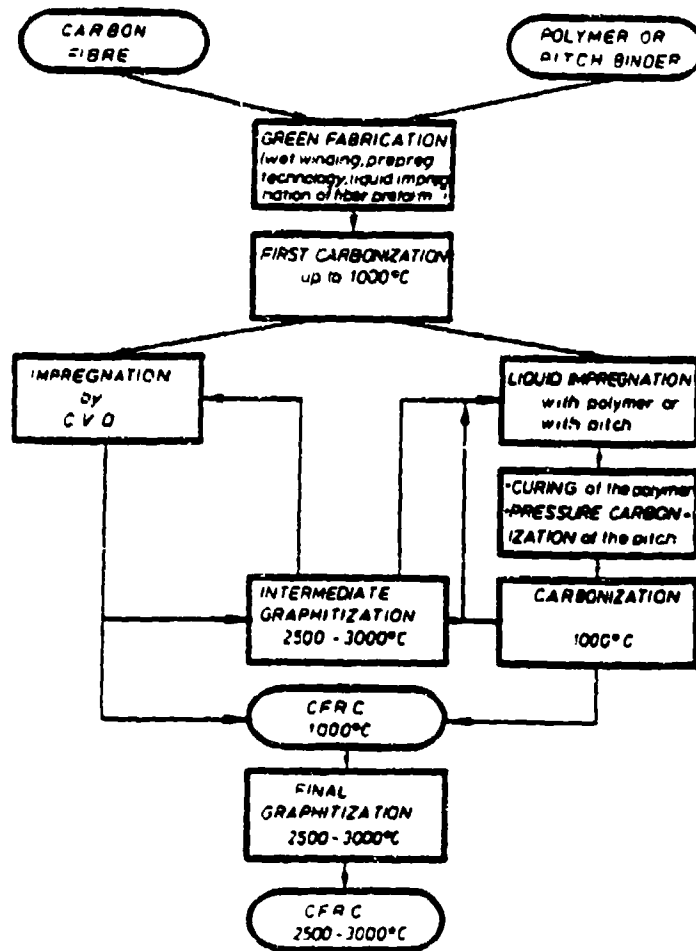 CARBON
FIBRE
POLYMER OR
PITCH BINDER
GREEN FABRICATION
(wet winding, prepreg
technology, liquid impreg
nation of fiber preform )
FIRST CARBONIZATION
up to 1000°C
IMPREGNATION
by
C V D
LIQUID IMPREGNATION
with polymer or
with pitch
-CURING of the polymer
-PRESSURE CARBON-
IZATION of the pitch
INTERMEDIATE
GRAPHITIZATION
2500 - 3000°C
CARBONIZATION
1000°C
CFRC
1000°C
FINAL
GRAPHITIZATION
2500 - 3000°C
CFRC
2500 - 3000°C